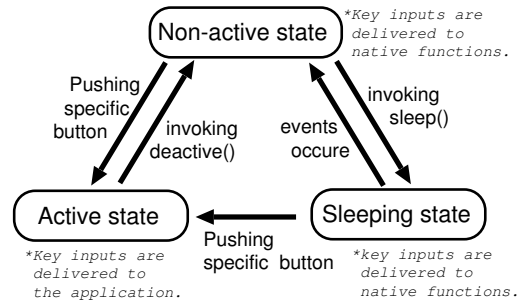 Non-active state
*Key inputs are
delivered to
native functions.
Pushing
specific
button
invoking
deactive()
events
occure
invoking
sleep()
Active state
Sleeping state
Pushing
specific button
*Key inputs are
delivered to
the application.
*key inputs are
delivered to
native functions.